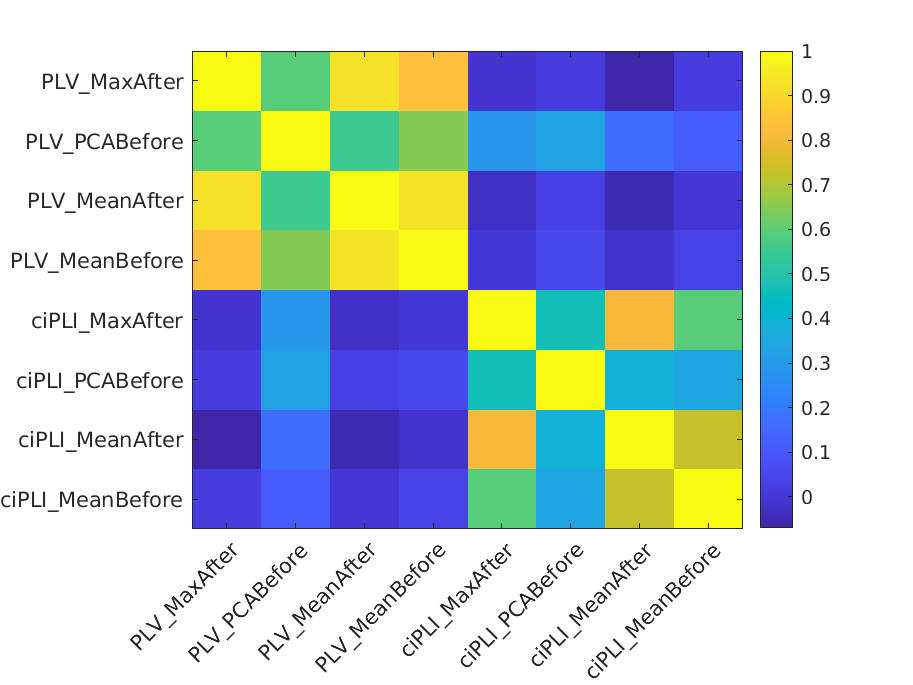 PLV_MaxAfter
PLV_PCABefore
PLV_MeanAfter
PLV_MeanBefore
ciPLI_MaxAfter
ciPLI_PCABefore
ciPLI_MeanAfter
ciPLI_MeanBefore
PLV_MaxAfter
PLV_PCABefore
PLV_MeanAfter
PLV_MeanBefore
ciPLI_MaxAfter
ciPLI_PCABefore
ciPLI_MeanAfter
ciPLI_MeanBefore
1
0.9
0.8
0.7
0.6
0.5
0.4
0.3
0.2
0.1
0